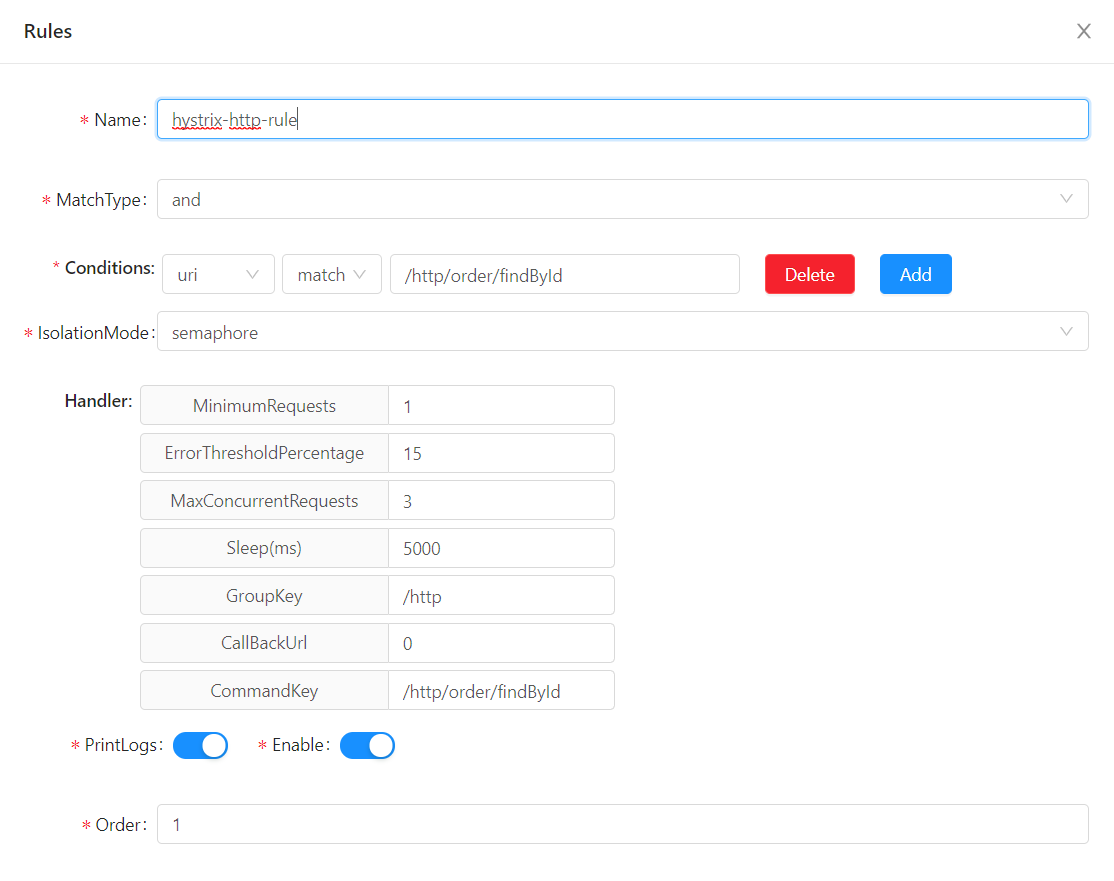 Rules
* Name: hystrix-http-rule
* MatchType: and
* Conditions: uri match /http/order/findById Delete Add
* IsolationMode: semaphore
Handler: MinimumRequests 1
ErrorThresholdPercentage 15
MaxConcurrentRequests 3
Sleep(ms) 5000
GroupKey /http
CallBackUrl 0
CommandKey /http/order/findById
* PrintLogs: * Enable:
* Order: 1